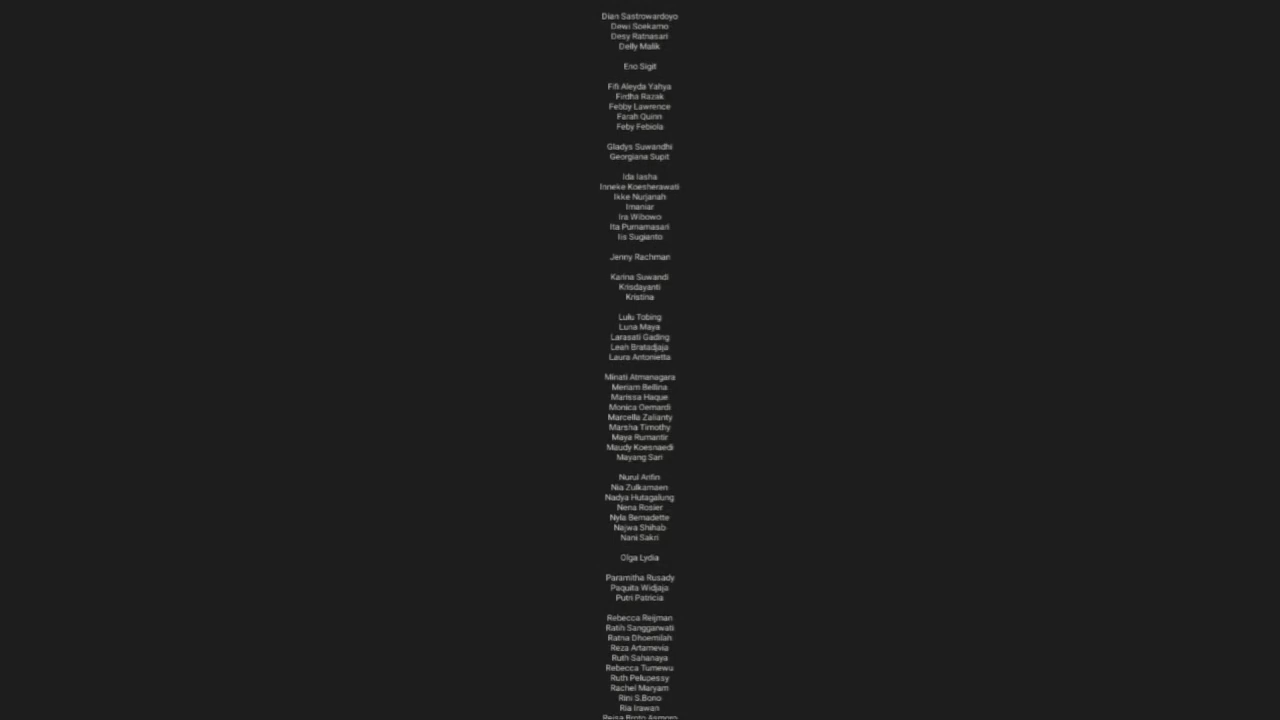 Dian Sastrowardoyo
Dewi Soekarno
Desy Ratnasari
Delly Malik
Eno Sigit
Fifi Aleyda Yahya
Firdha Razak
Febby Lawrence
Farah Quinn
Feby Febiola
Gladys Suwandhi
Georgiana Supit
Ida Iasha
Inneke Koesherawati
Ikke Nurjanah
Imaniar
Ira Wibowo
Ita Purnamasari
Iis Sugianto
Jenny Rachman
Karina Suwandi
Krisdayanti
Kristina
Lulu Tobing
Luna Maya
Larasati Gading
Leah Bratadjaja
Laura Antonietta
Minati Atmanagara
Meriam Bellina
Marissa Haque
Monica Oemardi
Marcella Zalianty
Marsha Timothy
Maya Rumantir
Maudy Koesnaedi
Mayang Sari
Nurul Arifin
Nia Zulkarnaen
Nadya Hutagalung
Nena Rosier
Nyla Bernadette
Najwa Shihab
Nani Sakri
Olga Lydia
Paramitha Rusady
Paquita Widjaja
Putri Patricia
Rebecca Reijman
Ratih Sanggarwati
Ratna Dhoemilah
Reza Artamevia
Ruth Sahanaya
Rebecca Tumewu
Ruth Pelupessy
Rachel Maryam
Rini S.Bono
Ria Irawan
Reisa Broto Asmoro